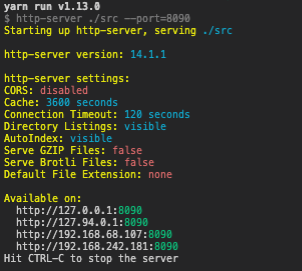 yarn run v1.13.0
$ http-server ./src --port=8090
Starting up http-server, serving ./src
http-server version: 14.1.1
http-server settings:
CORS: disabled
Cache: 3600 seconds
Connection Timeout: 120 seconds
Directory Listings: visible
AutoIndex: visible
Serve GZIP Files: false
Serve Brotli Files: false
Default File Extension: none
Available on:
http://127.0.0.1:8090
http://127.94.0.1:8090
http://192.168.68.107:8090
http://192.168.242.181:8090
Hit CTRL-C to stop the server